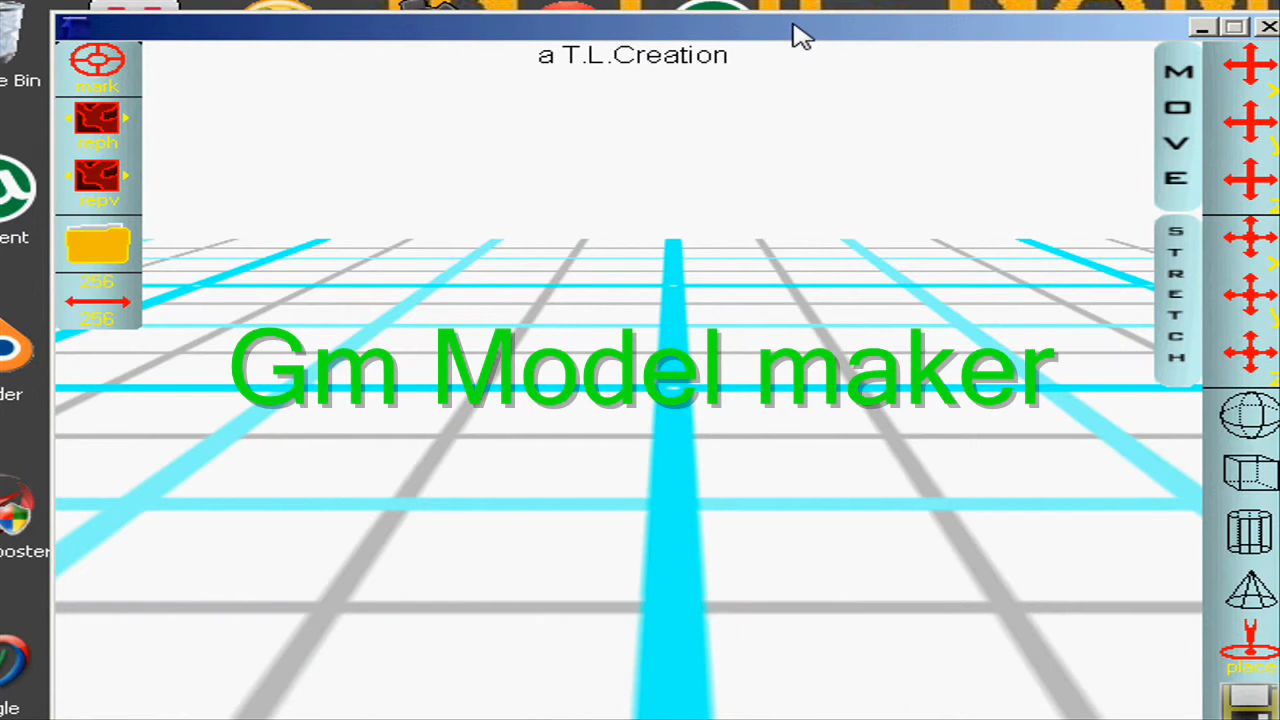 a T.L.Creation
e Bin
mark
reph
repv
ent
256
256
der
ooster
gle
MOVE
STRETCH
Gm Model maker
place